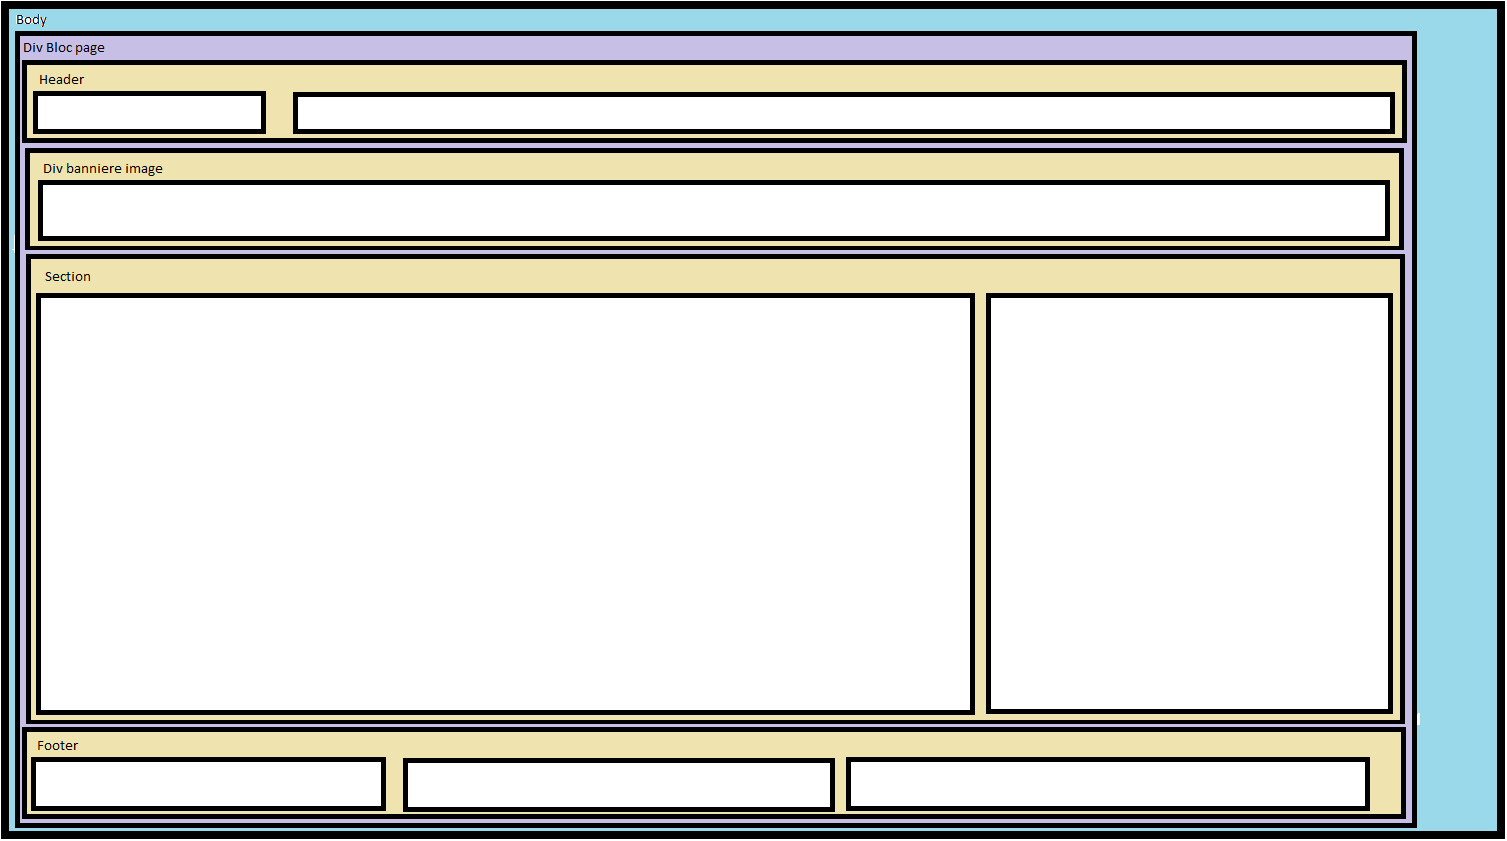 Body
Div Bloc page
Header
Div banniere image
Section
Footer